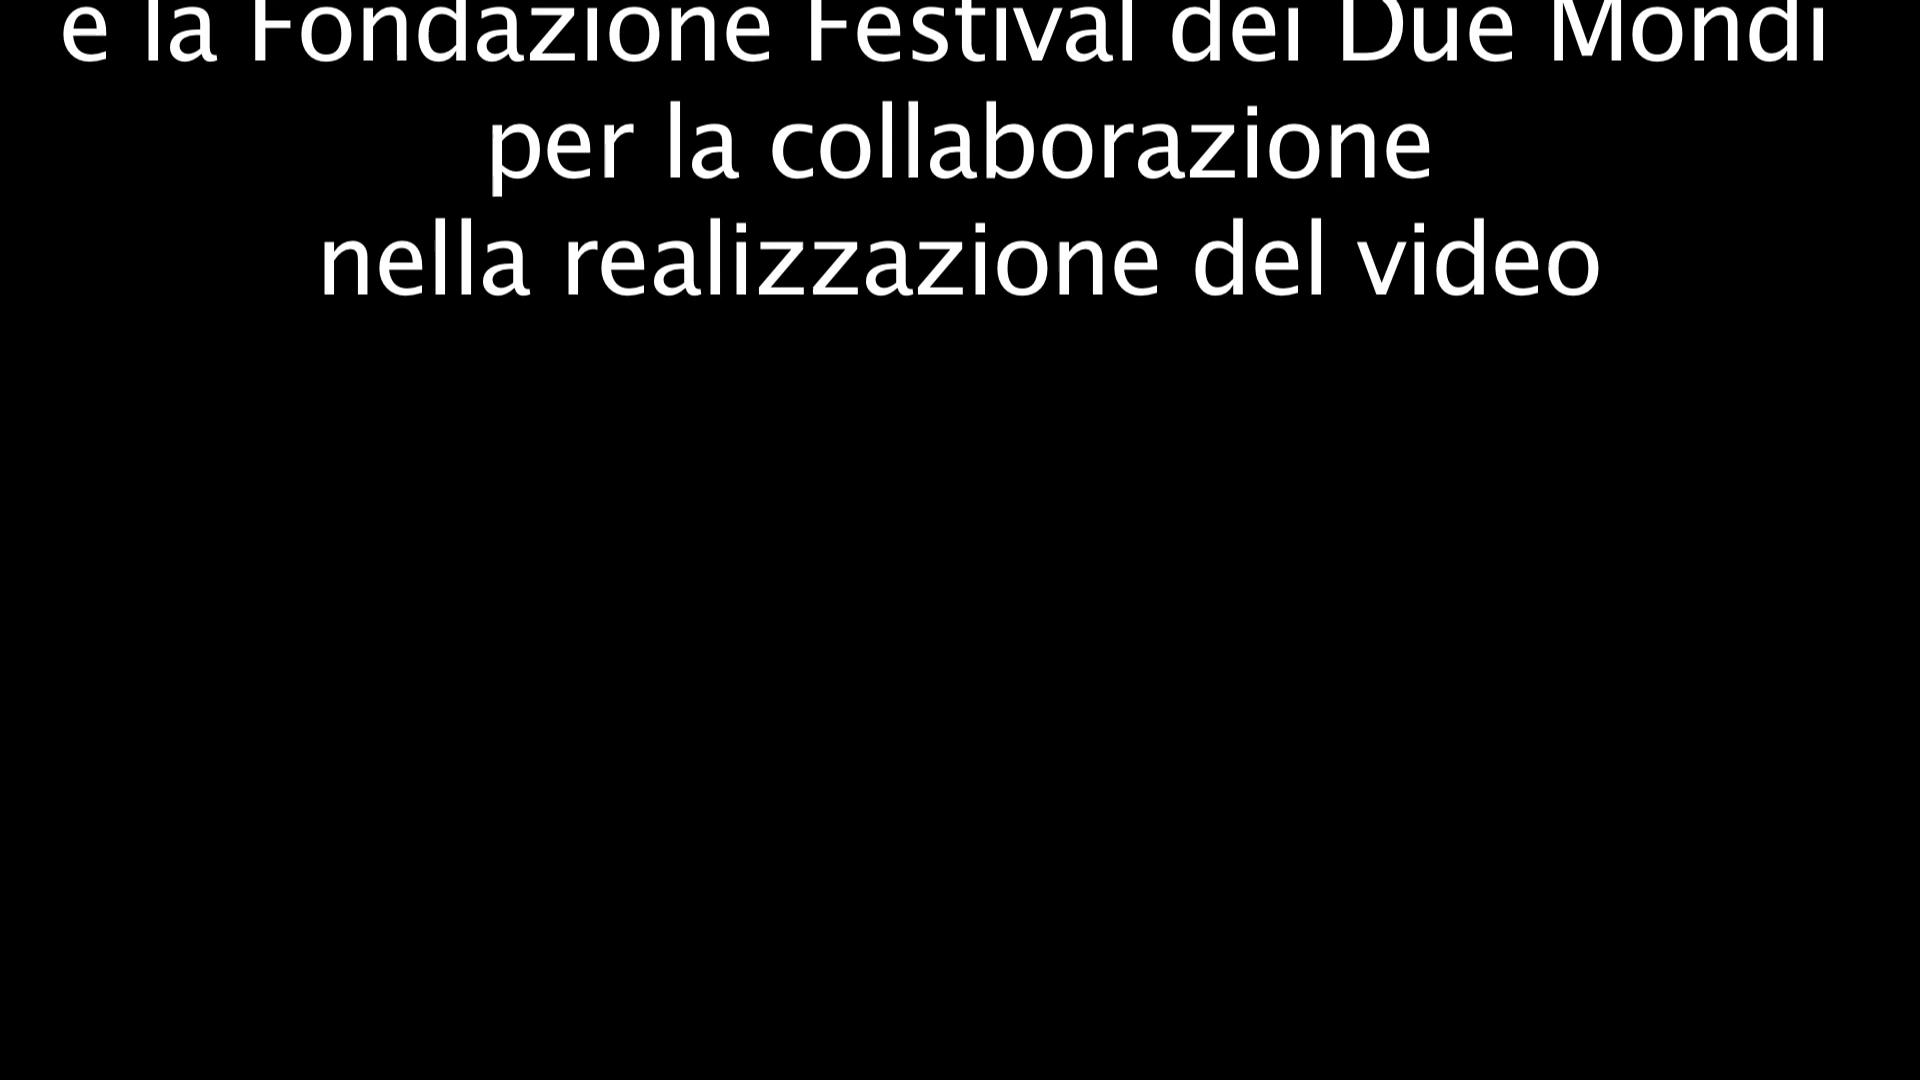 e la Fondazione Festival dei Due Mondi
per la collaborazione
nella realizzazione del video